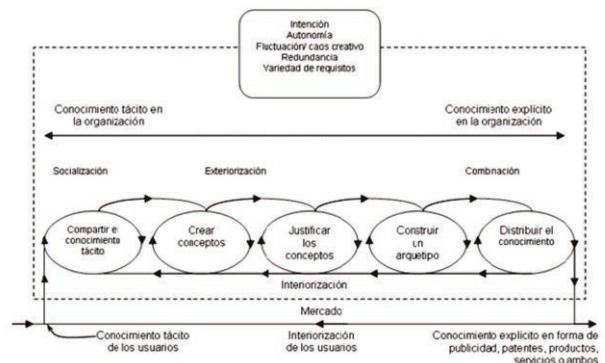 Intención
Autonomía
Fluctuación/ caos creativo
Redundancia
Variedad de requisitos
Conocimiento tácito en
la organización
Conocimiento explícito
en la organización
Socialización
Exteriorización
Combinación
Compartir e
conocimiento
tácito
Crear
conceptos
Justificar
los
conceptos
Construir
un
arquetipo
Distribuir el
conocimiento
Interiorización
Mercado
Conocimiento tácito
de los usuarios
Interiorización
de los usuarios
Conocimiento explícito en forma de
publicidad, patentes, productos,
servicios o ambos